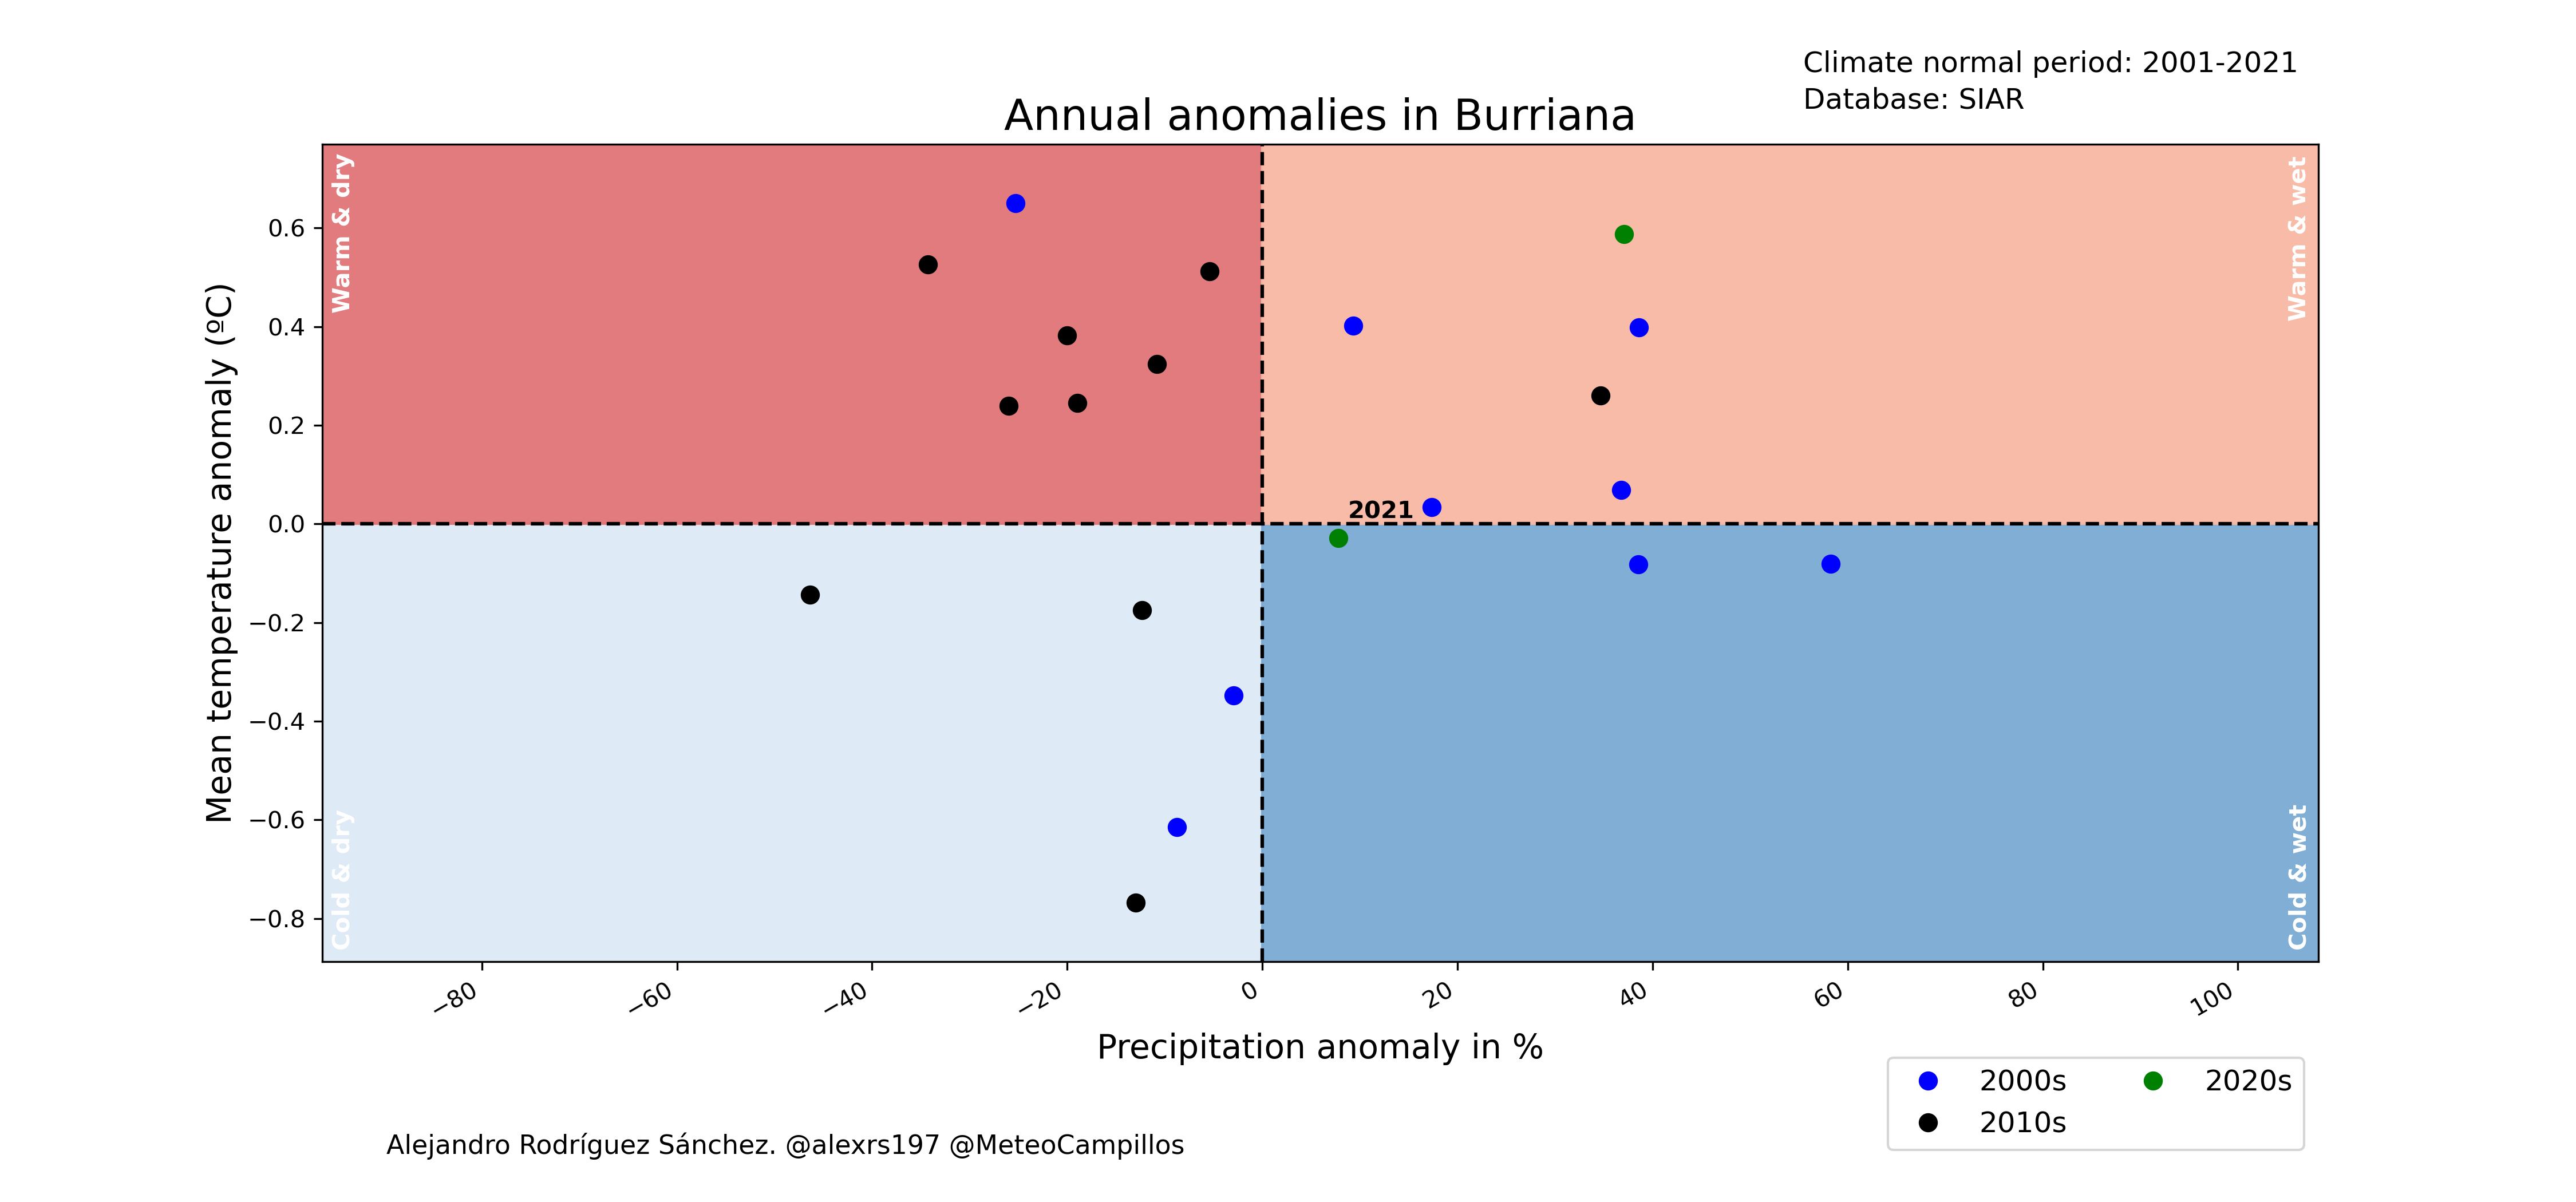 Climate normal period: 2001-2021
Database: SIAR
Annual anomalies in Burriana
Warm & dry
Warm & wet
Mean temperature anomaly (ºC)
0.6
0.4
0.2
0.0
−0.2
−0.4
−0.6
−0.8
2021
Cold & dry
Cold & wet
−80
−60
−40
−20
0
20
40
60
80
100
Precipitation anomaly in %
2000s
2020s
2010s
Alejandro Rodríguez Sánchez. @alexrs197 @MeteoCampillos